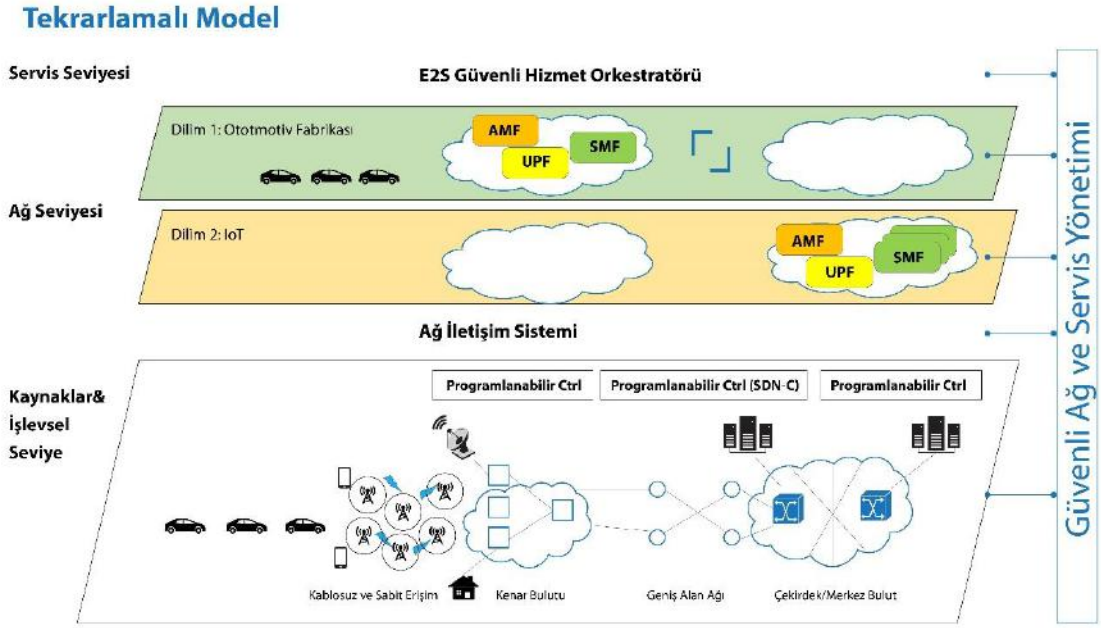 Tekrarlamalı Model
Servis Seviyesi
E2S Güvenli Hizmet Orkestratörü
Dilim 1: Ototmotiv Fabrikası
AMF
UPF
SMF
Ağ Seviyesi
Dilim 2: IoT
AMF
UPF
SMF
Ağ İletişim Sistemi
Kaynaklar&
İşlevsel
Seviye
Programlanabilir Ctrl
Programlanabilir Ctrl (SDN-C)
Programlanabilir Ctrl
Kablosuz ve Sabit Erişim
Kenar Bulutu
Geniş Alan Ağı
Çekirdek/Merkez Bulut
Güvenli Ağ ve Servis Yönetimi